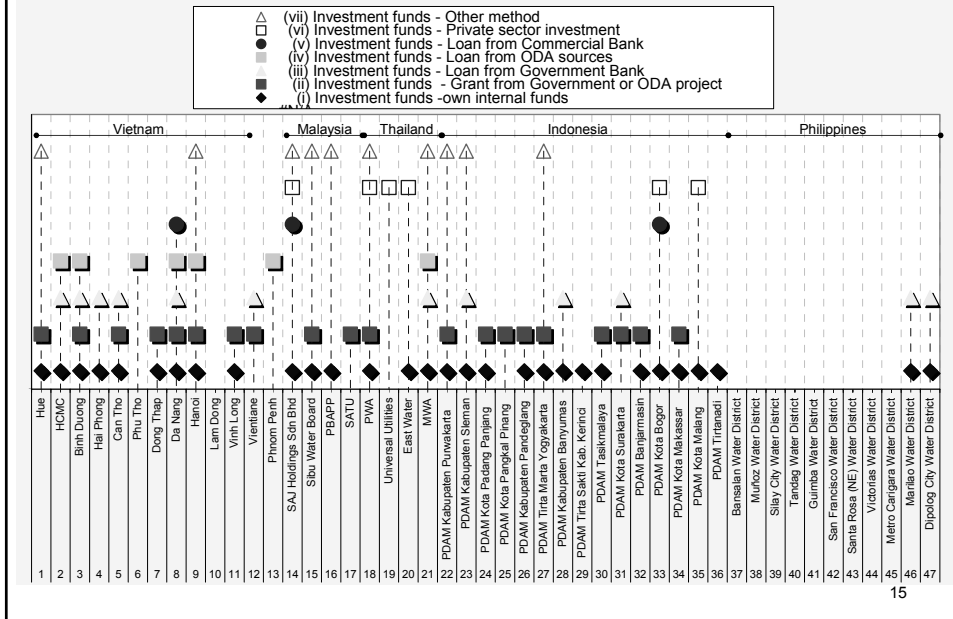 (vii) Investment funds - Other method
(vi) Investment funds - Private sector investment
(v) Investment funds - Loan from Commercial Bank
(iv) Investment funds - Loan from ODA sources
(iii) Investment funds - Loan from Government Bank
(ii) Investment funds - Grant from Government or ODA project
(i) Investment funds -own internal funds
Vietnam Malaysia Thailand Indonesia Philippines
Hue
HCMC
Binh Duong
Hai Phong
Can Tho
Phu Tho
Dong Thap
Da Nang
Hanoi
Lam Dong
Vinh Long
Vientiane
Phnom Penh
SAJ Holdings Sdn Bhd
Sibu Water Board
PBAPP
SATU
PWA
Universal Utilities
East Water
MWA
PDAM Kabupaten Purwakarta
PDAM Kabupaten Sleman
PDAM Kota Padang Panjang
PDAM Kota Pangkal Pinang
PDAM Kabupaten Pandeglang
PDAM Tirta Marta Yogyakarta
PDAM Kabupaten Banyumas
PDAM Tirta Sakti Kab. Kerinci
PDAM Tasikmalaya
PDAM Kota Surakarta
PDAM Banjarmasin
PDAM Kota Bogor
PDAM Kota Makassar
PDAM Kota Malang
PDAM Tirtanadi
Bansalan Water District
Muñoz Water District
Silay City Water District
Tandag Water District
Guimba Water District
San Francisco Water District
Santa Rosa (NE) Water District
Victorias Water District
Metro Carigara Water District
Marilao Water District
Dipolog City Water District
1 2 3 4 5 6 7 8 9 10 11 12 13 14 15 16 17 18 19 20 21 22 23 24 25 26 27 28 29 30 31 32 33 34 35 36 37 38 39 40 41 42 43 44 45 46 47
15